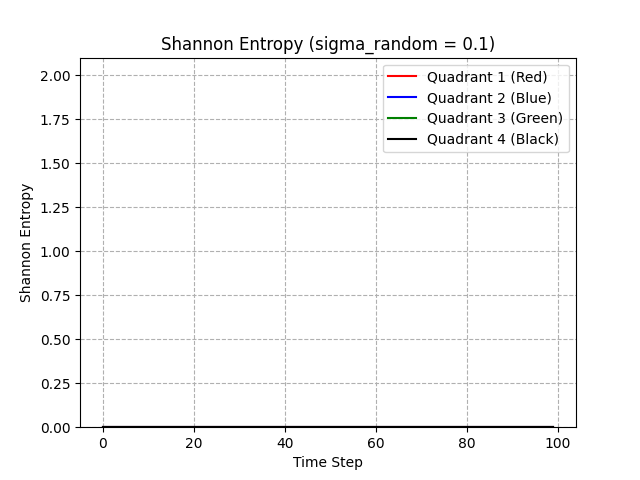 Shannon Entropy (sigma_random = 0.1)
2.00
1.75
1.50
1.25
1.00
0.75
0.50
0.25
0.00
Shannon Entropy
Quadrant 1 (Red)
Quadrant 2 (Blue)
Quadrant 3 (Green)
Quadrant 4 (Black)
0 20 40 60 80 100
Time Step